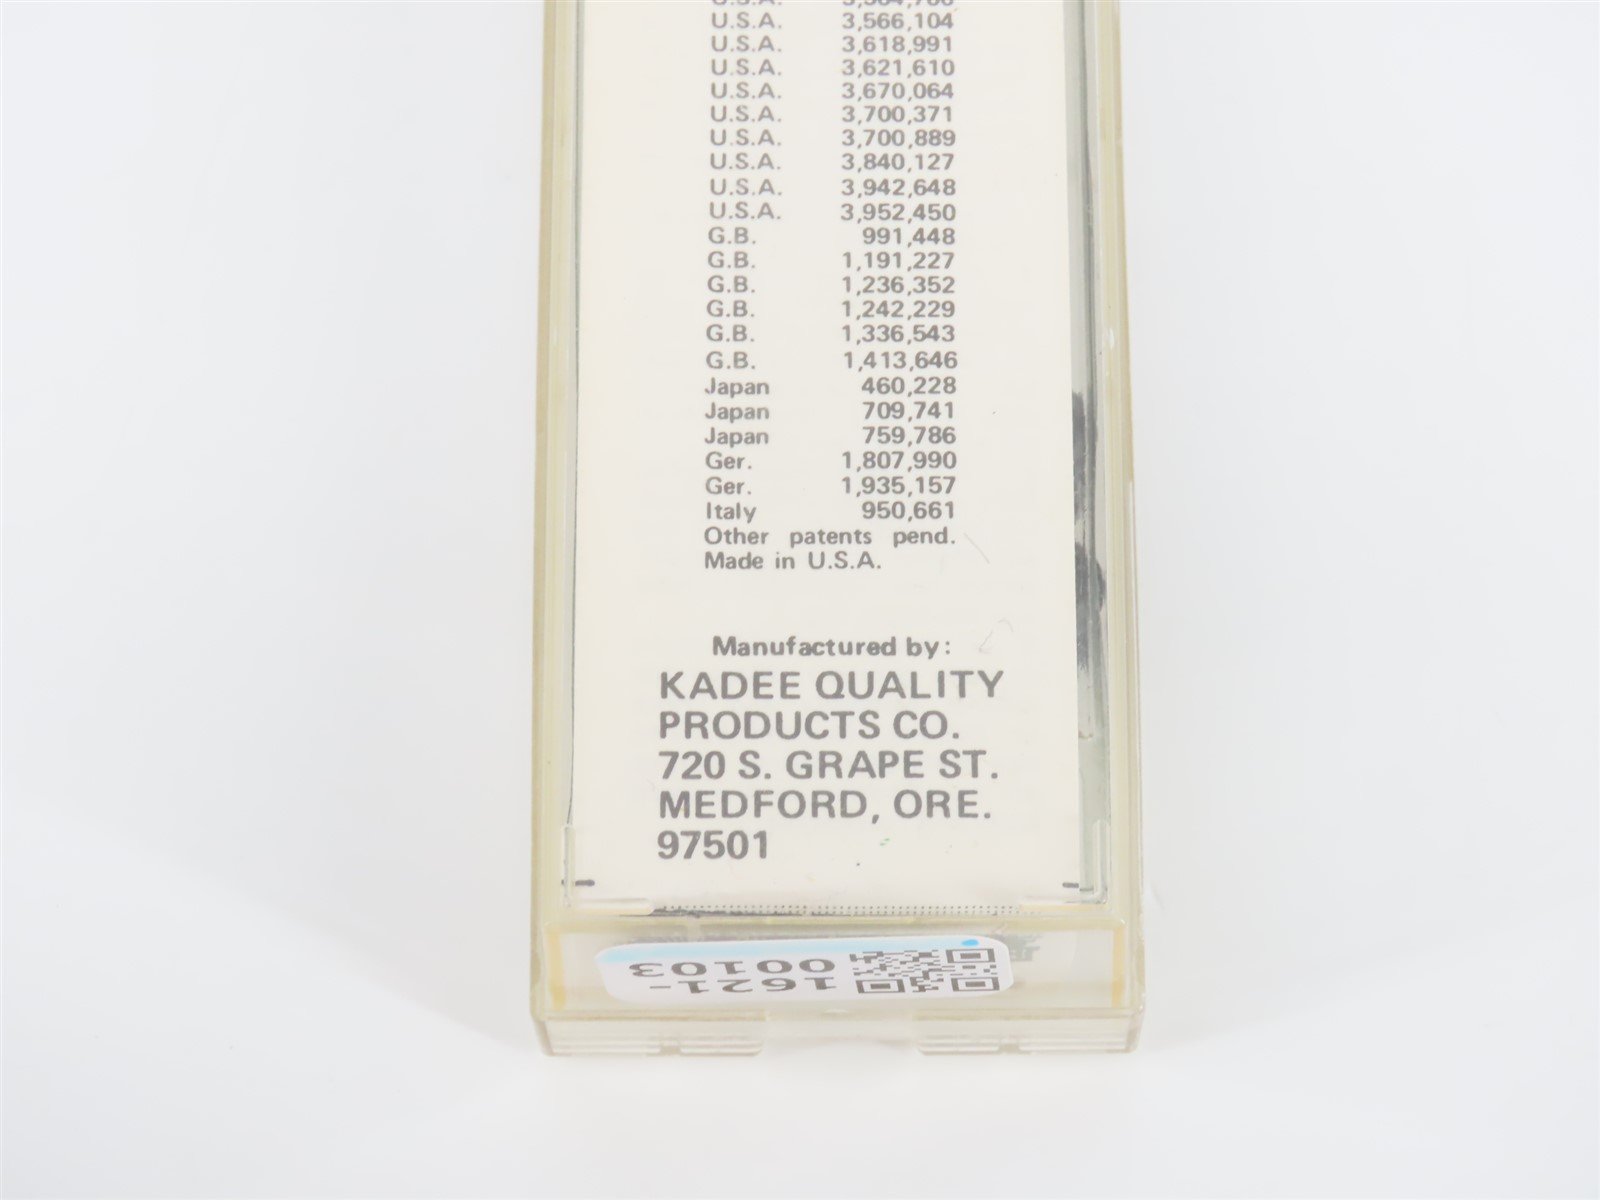 U.S.A. 3,566,104
U.S.A. 3,618,991
U.S.A. 3,621,610
U.S.A. 3,670,064
U.S.A. 3,700,371
U.S.A. 3,700,889
U.S.A. 3,840,127
U.S.A. 3,942,648
U.S.A. 3,952,450
G.B. 991,448
G.B. 1,191,227
G.B. 1,236,352
G.B. 1,242,229
G.B. 1,336,543
G.B. 1,413,646
Japan 460,228
Japan 709,741
Japan 759,786
Ger. 1,807,990
Ger. 1,935,157
Italy 950,661
Other patents pend.
Made in U.S.A.
Manufactured by:
KADEE QUALITY
PRODUCTS CO.
720 S. GRAPE ST.
MEDFORD, ORE.
97501
1621-
00103